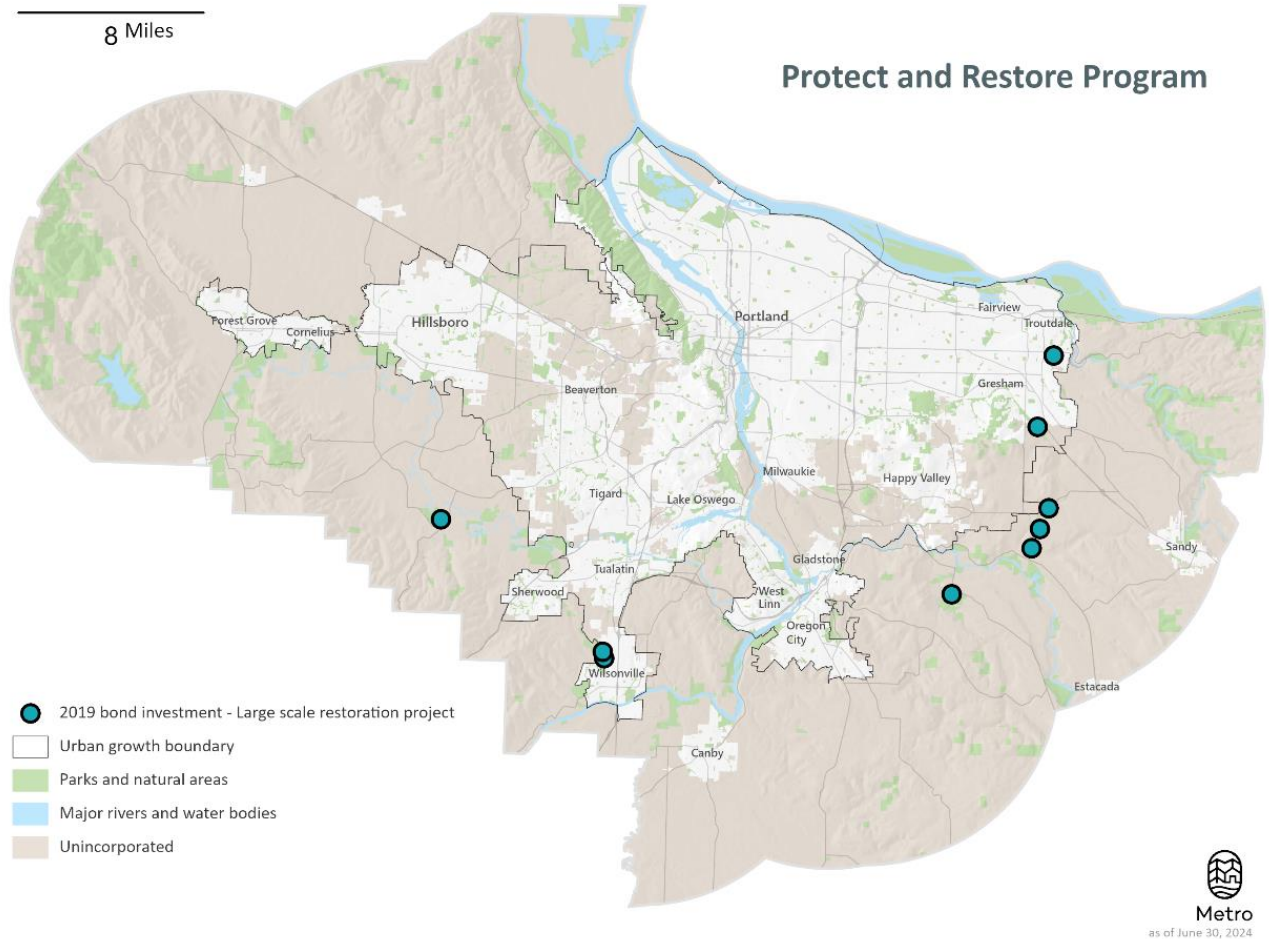 8 Miles
Protect and Restore Program
Fairview
Portland
Troutdale
Forest Grove
Cornelius
Hillsboro
Gresham
Beaverton
Milwaukie
Happy Valley
Tigard
Lake Oswego
Sandy
Gladstone
Tualatin
Sherwood
West
Linn
Oregon
City
Wilsonville
Estacada
Canby
2019 bond investment - Large scale restoration project
Urban growth boundary
Parks and natural areas
Major rivers and water bodies
Unincorporated
Metro
as of June 30, 2024